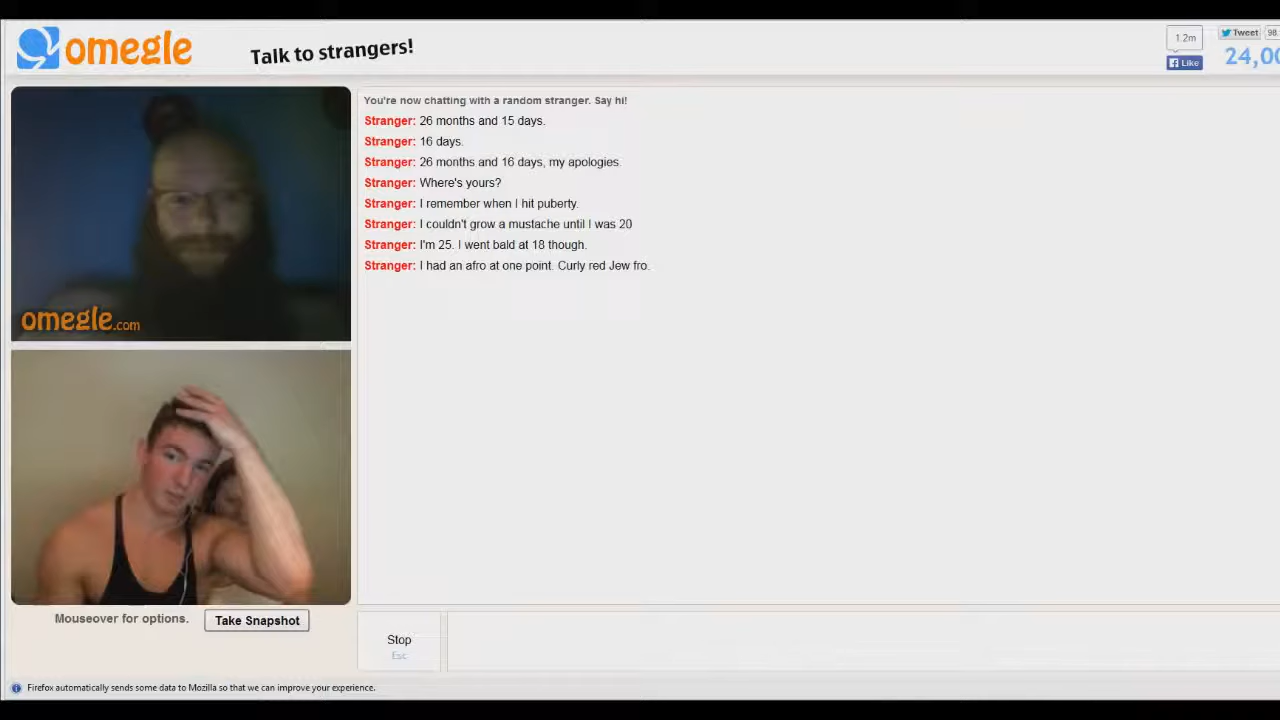 omegle
Talk to strangers!
1.2m
Tweet
98
Like
24,00
You're now chatting with a random stranger. Say hi!
Stranger: 26 months and 15 days.
Stranger: 16 days.
Stranger: 26 months and 16 days, my apologies.
Stranger: Where's yours?
Stranger: I remember when I hit puberty.
Stranger: I couldn't grow a mustache until I was 20
Stranger: I'm 25. I went bald at 18 though.
Stranger: I had an afro at one point. Curly red Jew fro.
omegle.com
Mouseover for options.
Take Snapshot
Stop
Esc
Firefox automatically sends some data to Mozilla so that we can improve your experience.